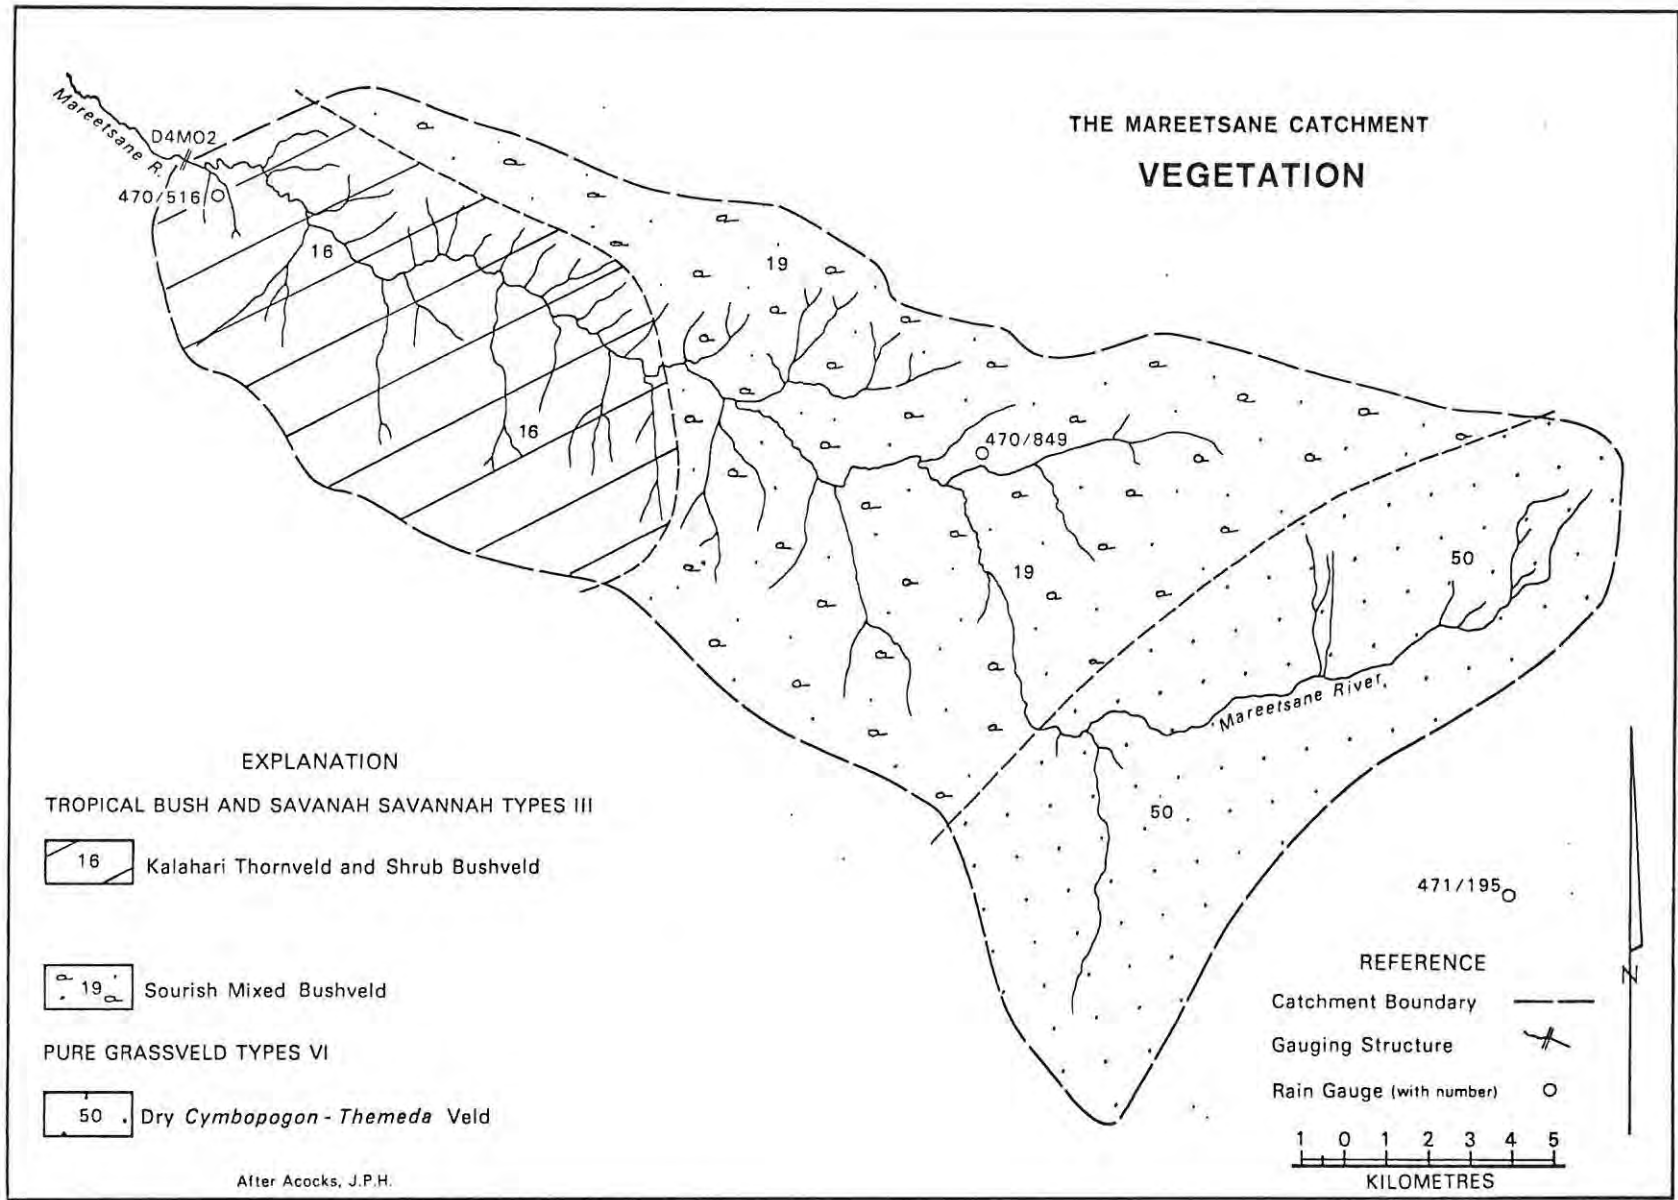 THE MAREETSANE CATCHMENT
VEGETATION
Mareetsane R.
D4M02
470/516
16
19
16
470/849
19
50
Mareetsane River
50
471/195
EXPLANATION
TROPICAL BUSH AND SAVANAH SAVANNAH TYPES III
16 Kalahari Thornveld and Shrub Bushveld
19 Sourish Mixed Bushveld
PURE GRASSVELD TYPES VI
50 Dry Cymbopogon - Themeda Veld
After Acocks, J.P.H.
REFERENCE
Catchment Boundary
Gauging Structure
Rain Gauge (with number)
N
1 0 1 2 3 4 5
KILOMETRES